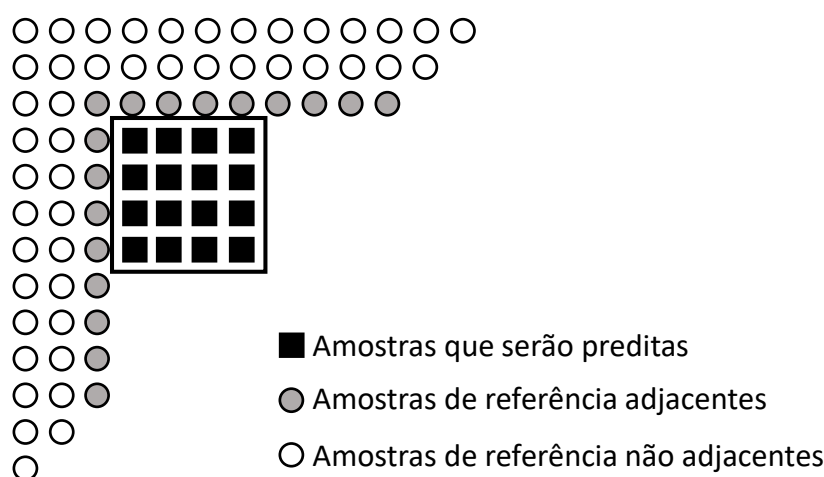 Amostras que serão preditas
Amostras de referência adjacentes
Amostras de referência não adjacentes